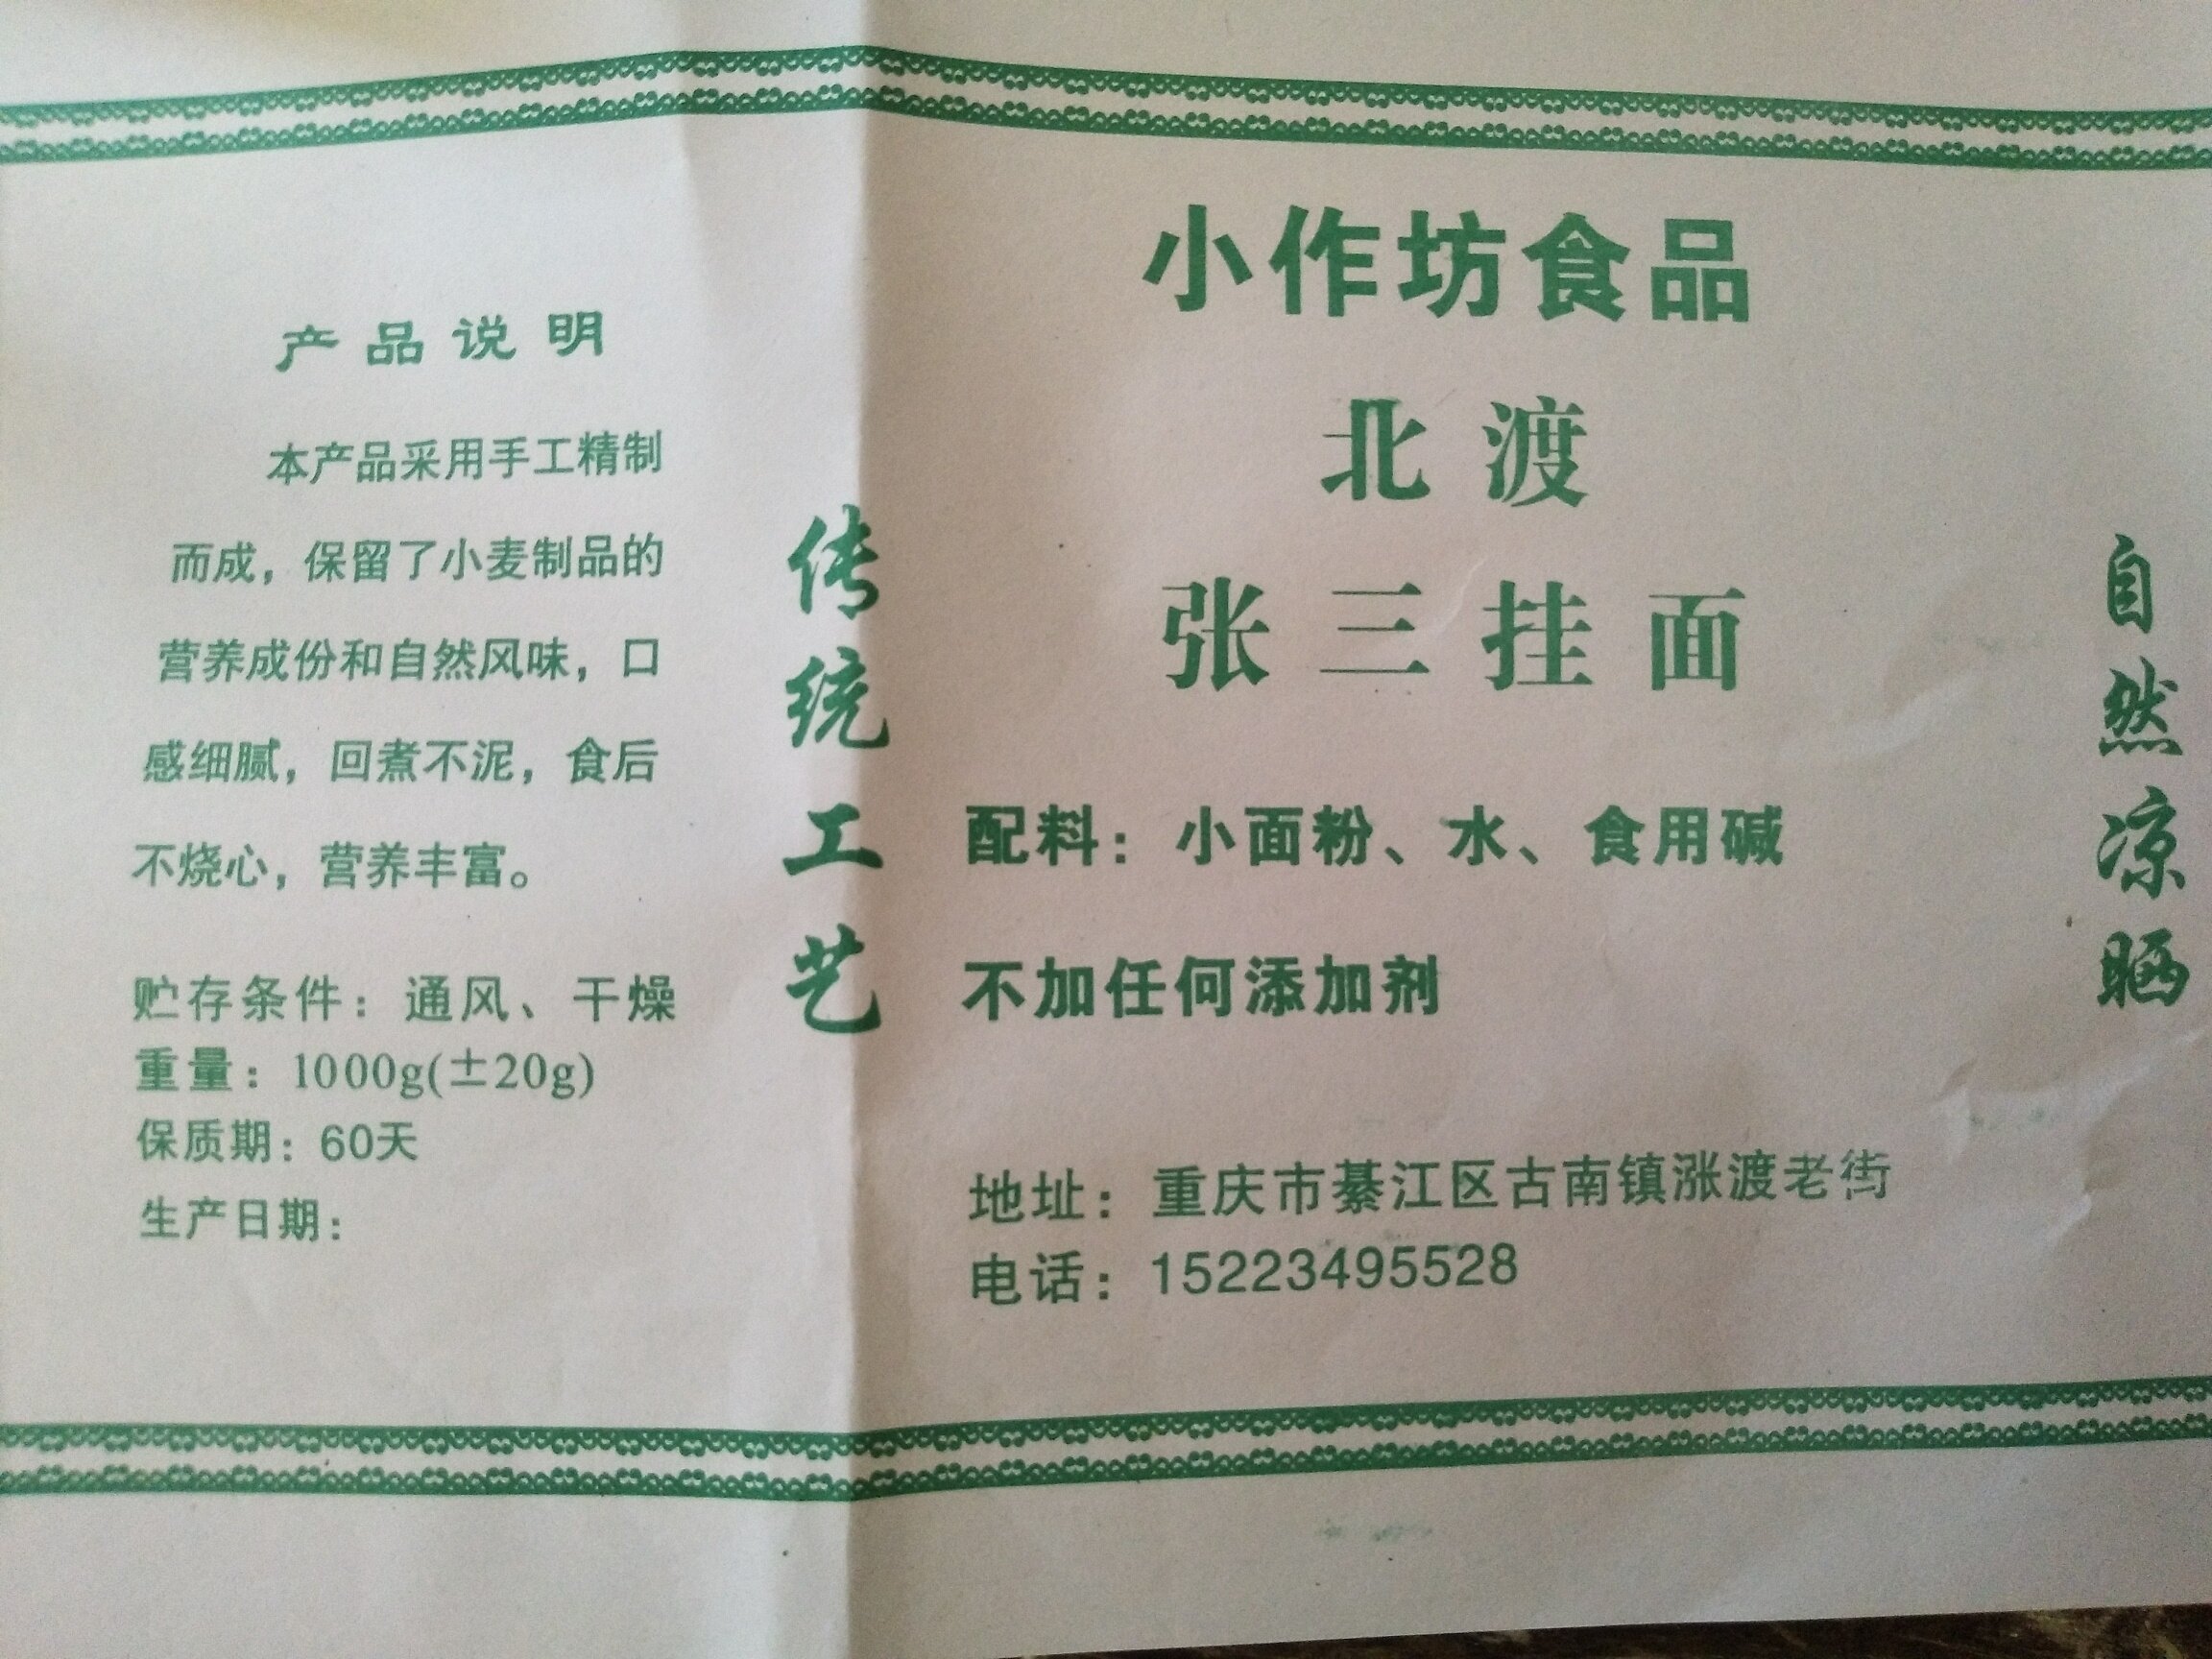 产品说明
本产品采用手工精制
而成，保留了小麦制品的
营养成份和自然风味，口
感细腻，回煮不泥，食后
不烧心，营养丰富。
贮存条件：通风、干燥
重量：1000g(±20g)
保质期：60天
生产日期：
传统工艺
小作坊食品
北渡
张三挂面
配料：小面粉、水、食用碱
不加任何添加剂
地址：重庆市綦江区古南镇涨渡老街
电话：15223495528
自然凉晒